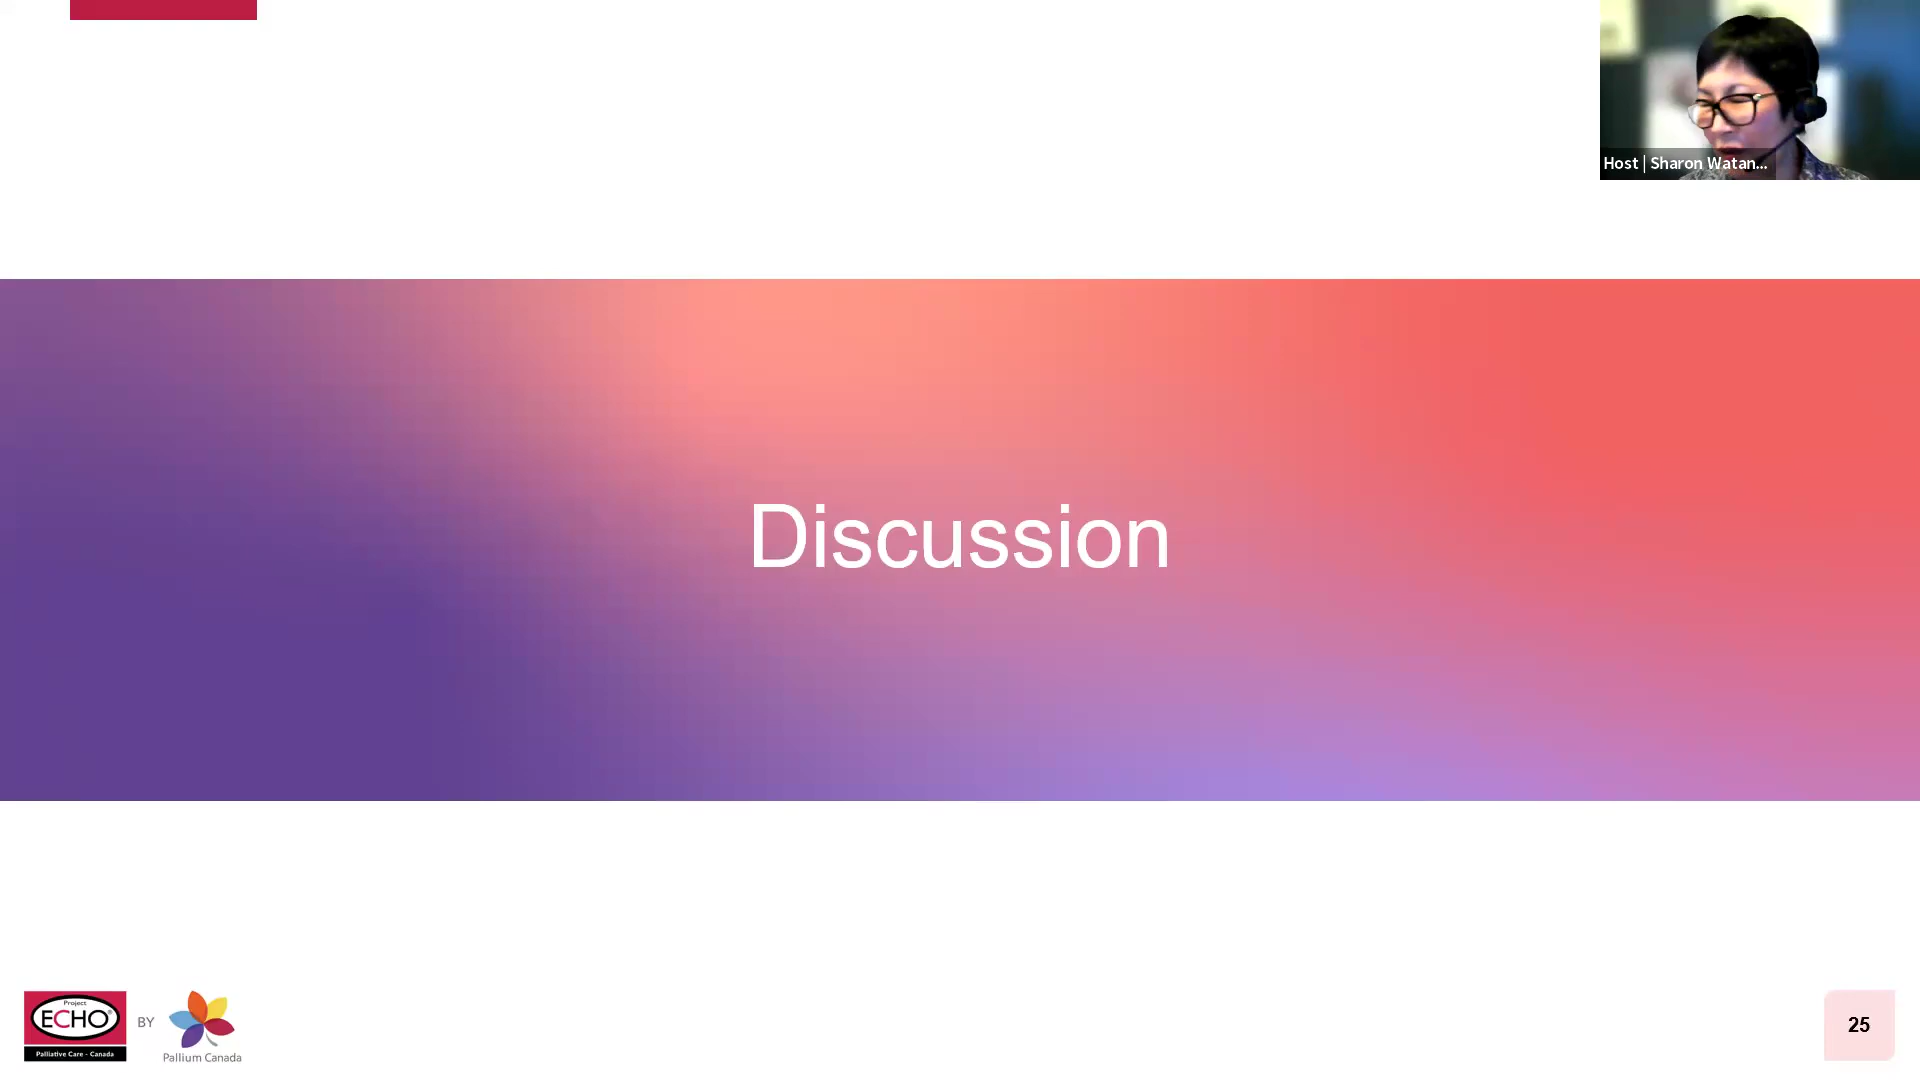 Host | Sharon Watan...
Discussion
Project
ECHO®
Palliative Care - Canada
BY
Pallium Canada
25